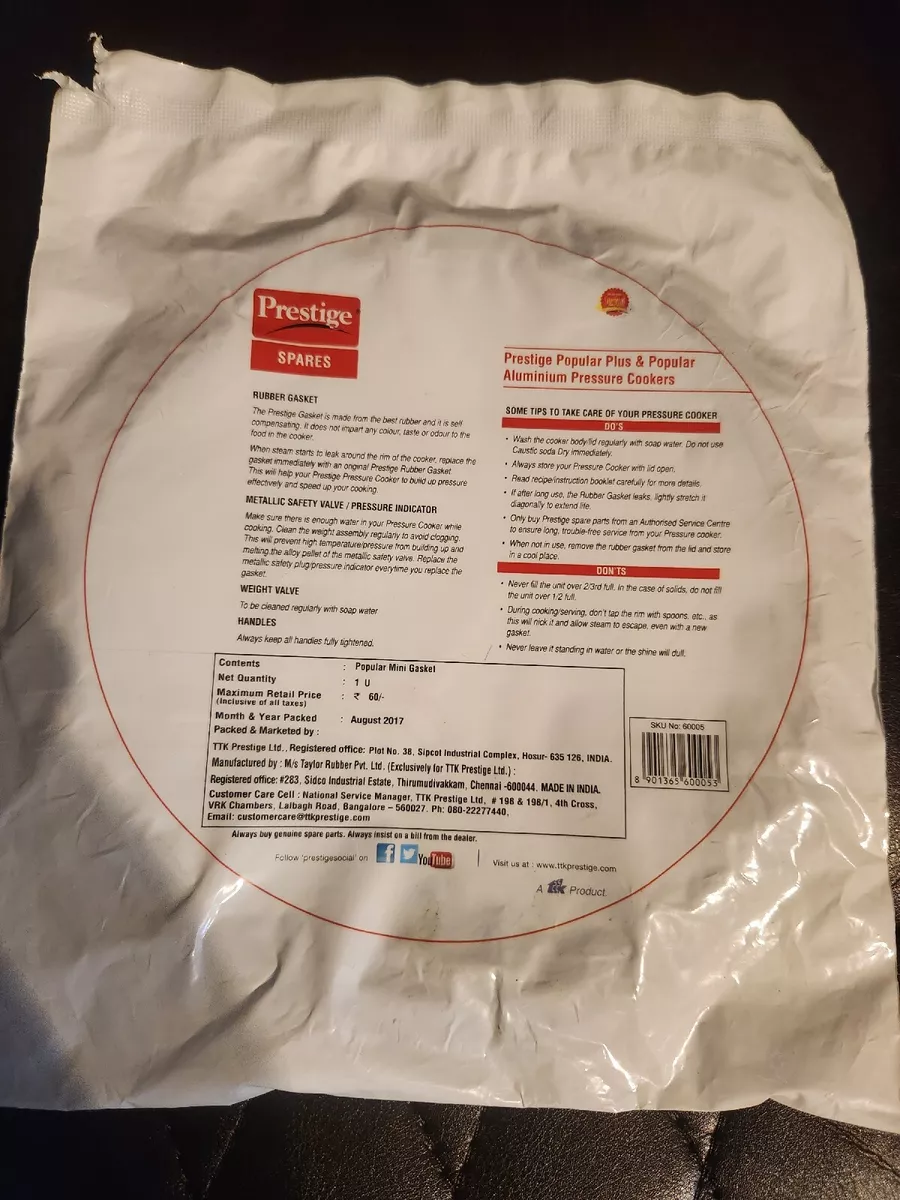 Prestige
SPARES
RUBBER GASKET
The Prestige Gasket is made from the best rubber and it is self
compensating. It does not impart any colour, taste or odour to the
food in the cooker.
When steam starts to leak around the rim of the cooker, replace the
gasket immediately with an original Prestige Rubber Gasket.
This will help your Prestige Pressure Cooker to build up pressure
effectively and speed up your cooking.
METALLIC SAFETY VALVE / PRESSURE INDICATOR
Make sure there is enough water in your Pressure Cooker while
cooking. Clean the weight assembly regularly to avoid clogging.
This will prevent high temperature/pressure from building up and
melting the alloy pellet of the metallic safety valve. Replace the
metallic safety plug/pressure indicator everytime you replace the
gasket.
WEIGHT VALVE
To be cleaned regularly with soap water
HANDLES
Always keep all handles fully tightened.
Prestige Popular Plus & Popular
Aluminium Pressure Cookers
SOME TIPS TO TAKE CARE OF YOUR PRESSURE COOKER
DO'S
• Wash the cooker body/lid regularly with soap water. Do not use
Caustic soda Dry immediately.
• Always store your Pressure Cooker with lid open.
• Read recipe/instruction booklet carefully for more details.
• If after long use, the Rubber Gasket leaks, lightly stretch it
diagonally to extend life.
• Only buy Prestige spare parts from an Authorised Service Centre
to ensure long, trouble-free service from your Pressure cooker.
• When not in use, remove the rubber gasket from the lid and store
in a cool place.
DON'TS
• Never fill the unit over 2/3rd full. In the case of solids, do not fill
the unit over 1/2 full.
• During cooking/serving, don't tap the rim with spoons, etc., as
this will nick it and allow steam to escape, even with a new
gasket.
• Never leave it standing in water or the shine will dull.
Contents : Popular Mini Gasket
Net Quantity : 1 U
Maximum Retail Price : ₹ 60/-
(Inclusive of all taxes)
Month & Year Packed : August 2017
Packed & Marketed by :
TTK Prestige Ltd., Registered office: Plot No. 38, Sipcot Industrial Complex, Hosur- 635 126, INDIA.
Manufactured by : M/s Taylor Rubber Pvt. Ltd. (Exclusively for TTK Prestige Ltd.) :
Registered office: #283, Sidco Industrial Estate, Thirumudivakkam, Chennai -600044. MADE IN INDIA.
Customer Care Cell : National Service Manager, TTK Prestige Ltd, # 198 & 198/1, 4th Cross,
VRK Chambers, Lalbagh Road, Bangalore – 560027. Ph: 080-22277440,
Email: customercare@ttkprestige.com
SKU No: 60005
8 901365 600053
Always buy genuine spare parts. Always insist on a bill from the dealer.
Follow 'prestigesocial' on f YouTube
Visit us at : www.ttkprestige.com
A ttk Product